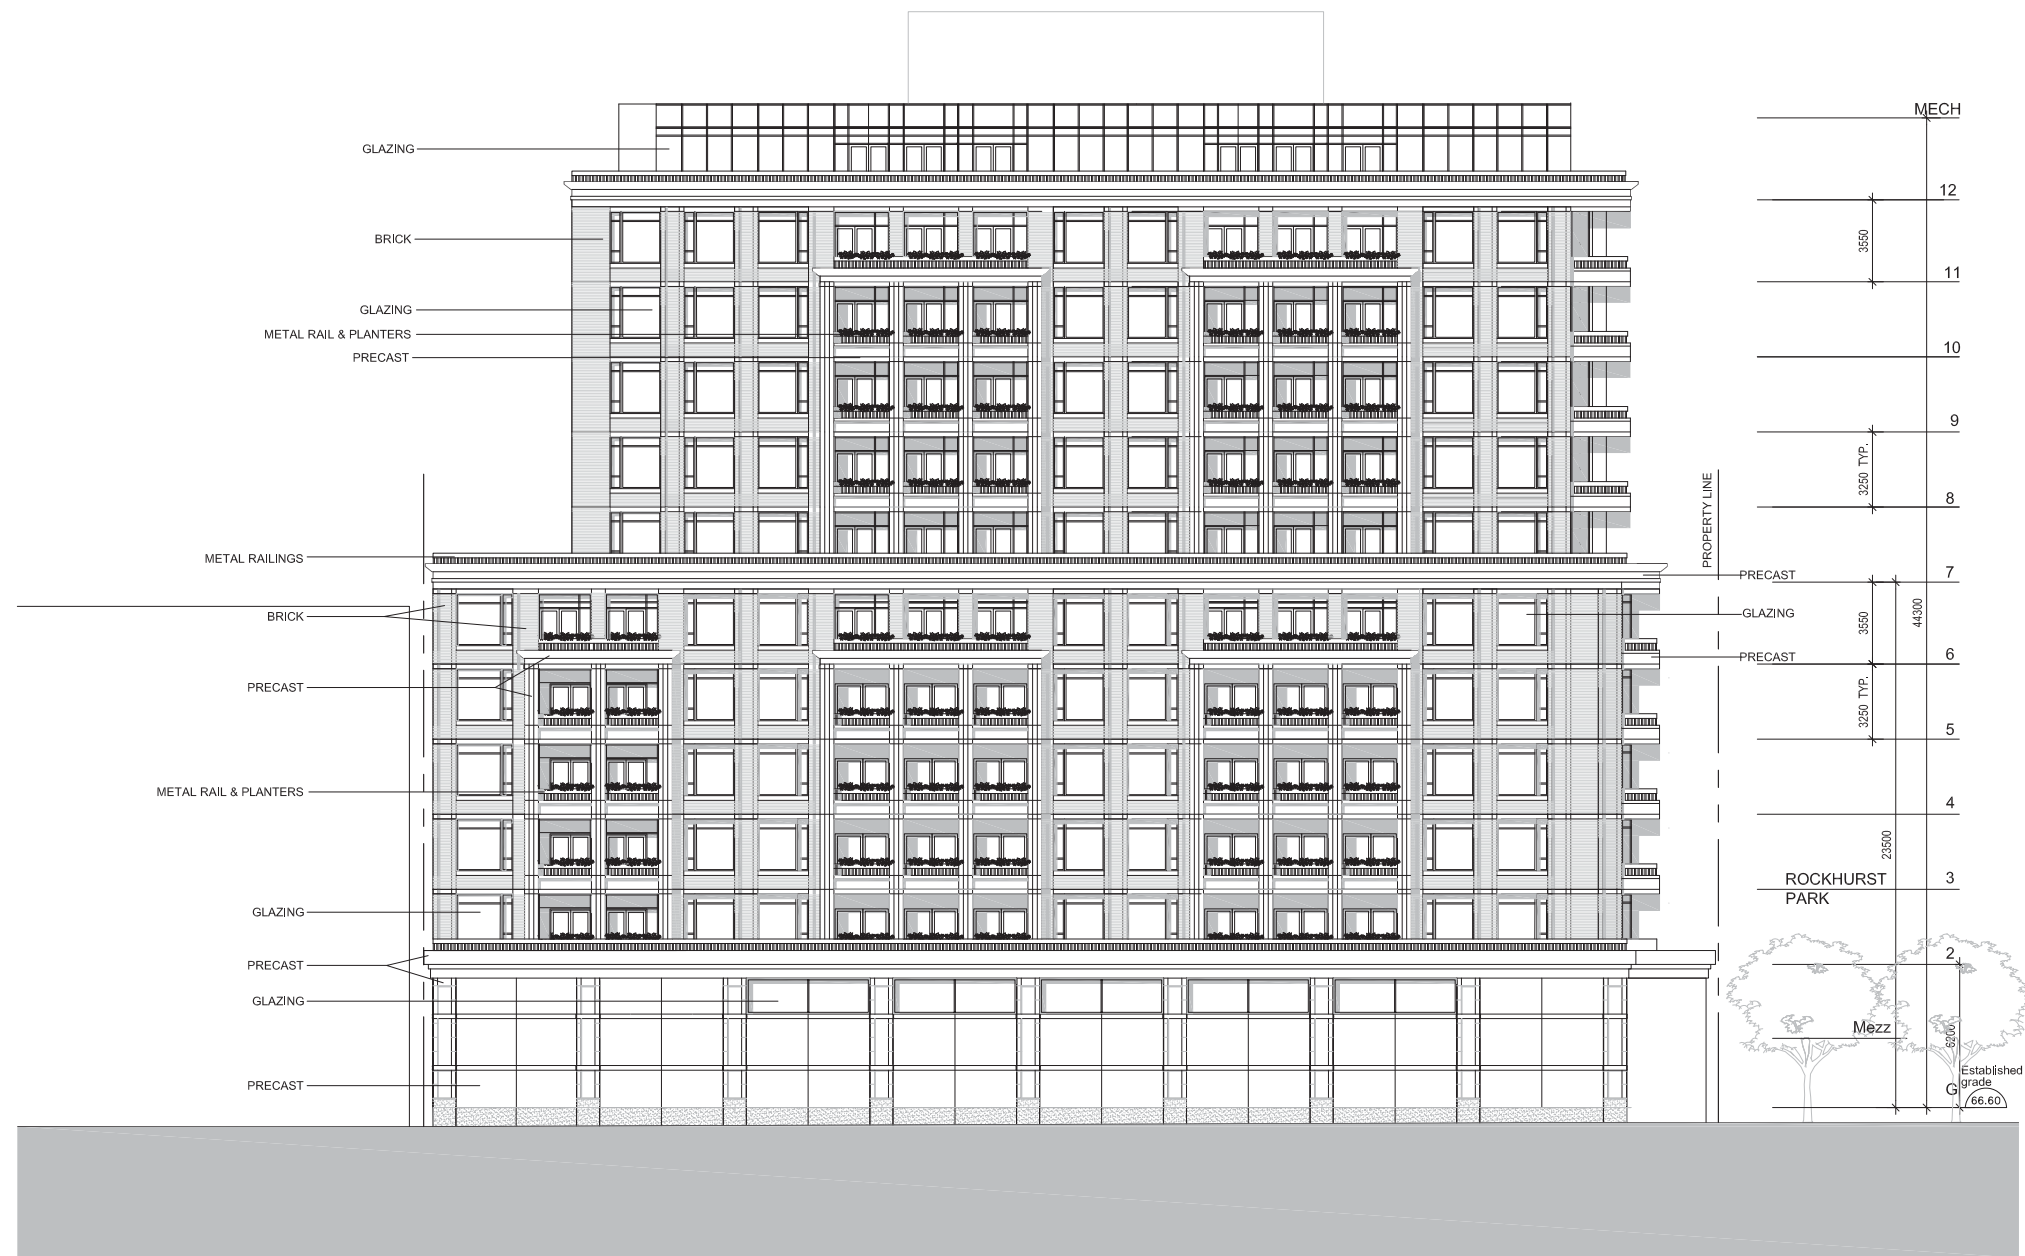 MECH
GLAZING
12
BRICK
3550
11
GLAZING
METAL RAIL & PLANTERS
PRECAST
10
9
3250 TYP.
8
PROPERTY LINE
METAL RAILINGS
PRECAST
7
BRICK
GLAZING
3550
44300
PRECAST
6
PRECAST
3250 TYP.
5
METAL RAIL & PLANTERS
4
23500
ROCKHURST
PARK
3
GLAZING
PRECAST
2
GLAZING
Mezz
6200
PRECAST
Established
grade
G
66.60